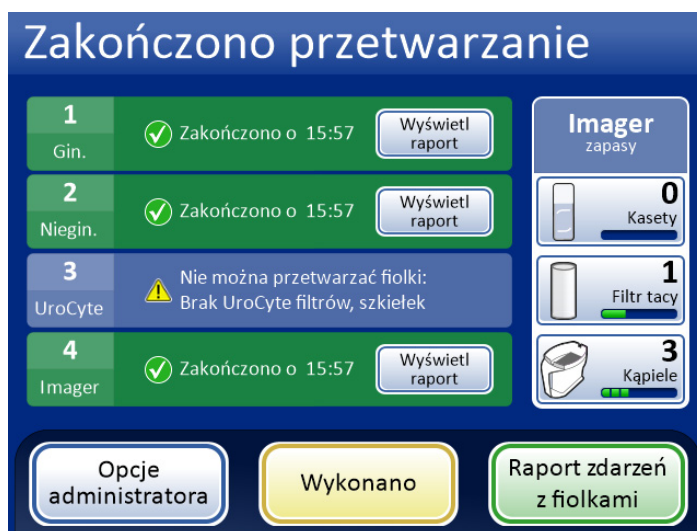 Zakończono przetwarzanie
1
Gin.
Zakończono o 15:57
Wyświetl
raport
2
Niegin.
Zakończono o 15:57
Wyświetl
raport
3
UroCyte
Nie można przetwarzać fiolki:
Brak UroCyte filtrów, szkiełek
4
Imager
Zakończono o 15:57
Wyświetl
raport
Imager
zapasy
0
Kasety
1
Filtr tacy
3
Kąpiele
Opcje
administratora
Wykonano
Raport zdarzeń
z fiolkami